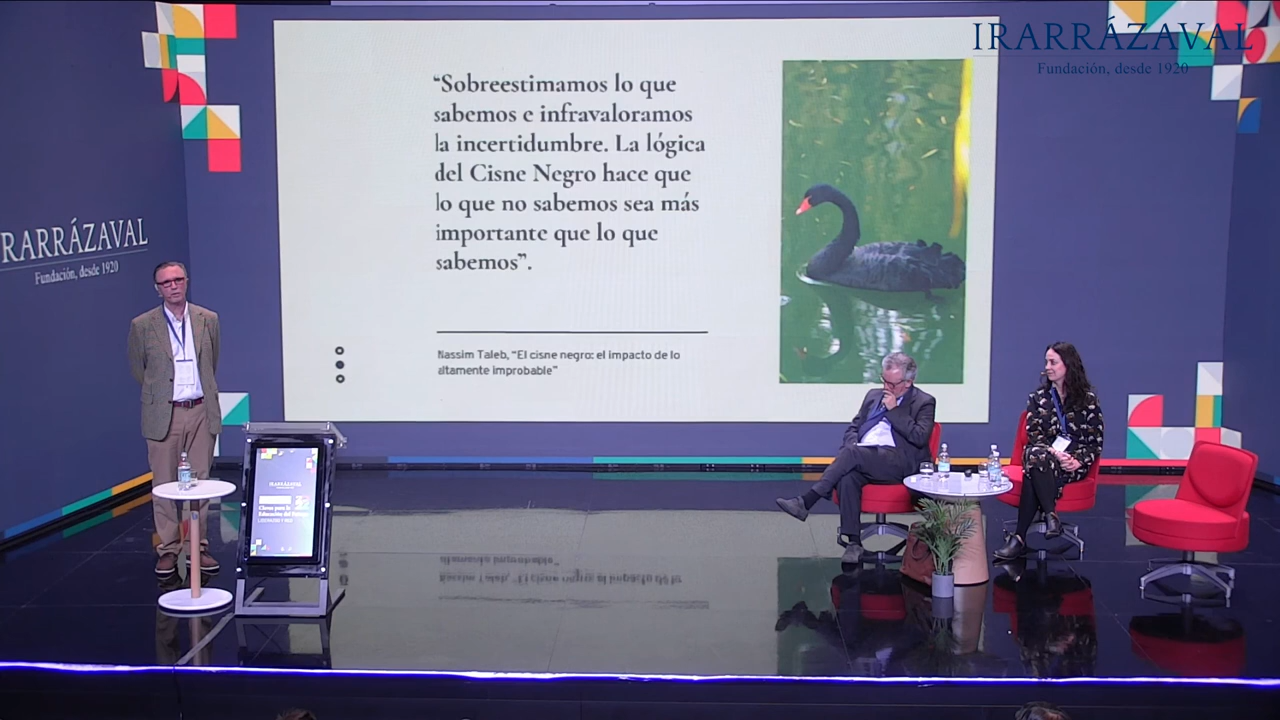 IRARRÁZAVAL
Fundación, desde 1920
“Sobreestimamos lo que
sabemos e infravaloramos
la incertidumbre. La lógica
del Cisne Negro hace que
lo que no sabemos sea más
importante que lo que
sabemos”.
Nassim Taleb, “El cisne negro: el impacto de lo
altamente improbable”
RARRÁZAVAL
Fundación, desde 1920
IRARRÁZAVAL